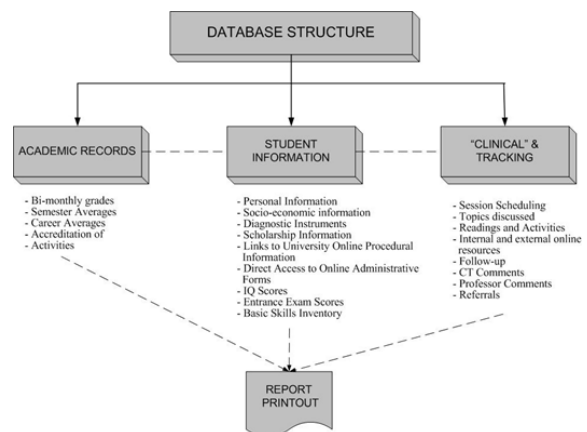 DATABASE STRUCTURE
ACADEMIC RECORDS
- Bi-monthly grades
- Semester Averages
- Career Averages
- Accreditation of
- Activities
STUDENT
INFORMATION
- Personal Information
- Socio-economic information
- Diagnostic Instruments
- Scholarship Information
- Links to University Online Procedural
Information
- Direct Access to Online Administrative
Forms
- IQ Scores
- Entrance Exam Scores
- Basic Skills Inventory
"CLINICAL" &
TRACKING
- Session Scheduling
- Topics discussed
- Readings and Activities
- Internal and external online
resources
- Follow-up
- CT Comments
- Professor Comments
- Referrals
REPORT
PRINTOUT